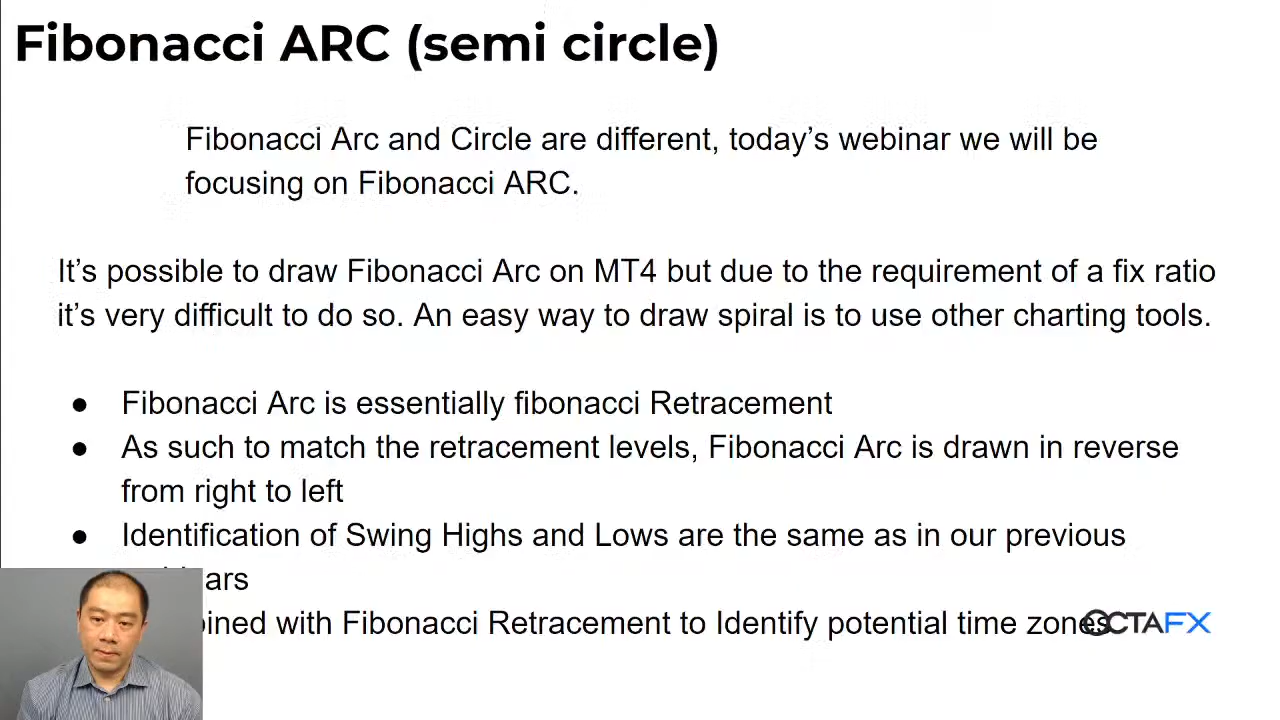 Fibonacci ARC (semi circle)
Fibonacci Arc and Circle are different, today's webinar we will be
focusing on Fibonacci ARC.
It's possible to draw Fibonacci Arc on MT4 but due to the requirement of a fix ratio
it's very difficult to do so. An easy way to draw spiral is to use other charting tools.
● Fibonacci Arc is essentially fibonacci Retracement
● As such to match the retracement levels, Fibonacci Arc is drawn in reverse
from right to left
● Identification of Swing Highs and Lows are the same as in our previous
with Fibonacci Retracement to Identify potential time zones
OCTAFX